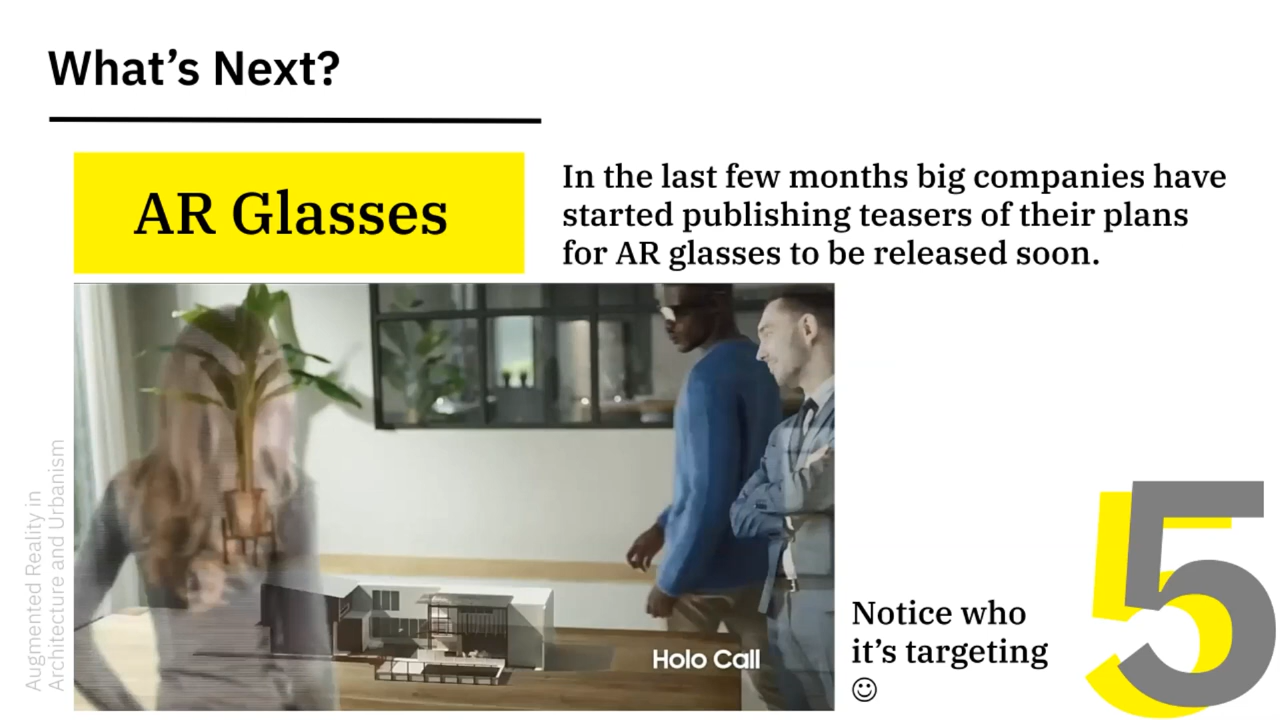 What’s Next?
AR Glasses
In the last few months big companies have
started publishing teasers of their plans
for AR glasses to be released soon.
Holo Call
Notice who
it’s targeting
☺
5
Augmented Reality in
Architecture and Urbanism